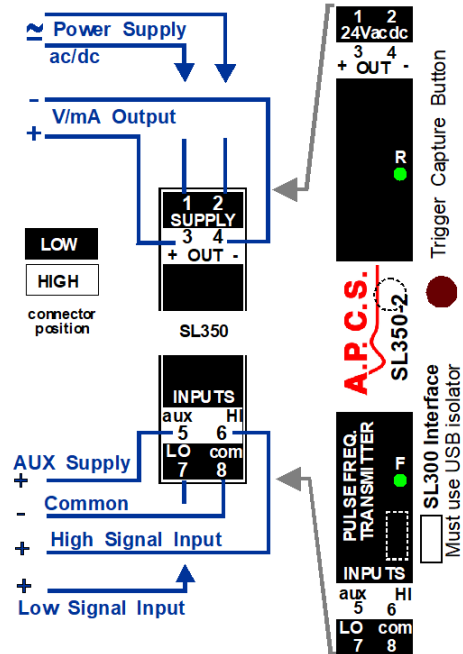 ~ Power Supply
ac/dc
- V/mA Output
+
1 2
SUPPLY
3 4
+ OUT -
SL350
LOW
HIGH
connector
position
INPUTS
aux HI
5 6
LO com
7 8
AUX Supply
+
- Common
+ High Signal Input
+
Low Signal Input
1 2
24Vacdc
3 4
+ OUT -
R
Trigger Capture Button
A.P.C.S.
SL350-2
PULSE FREQ.
TRANSMITTER
F
SL300 Interface
Must use USB isolator
INPUTS
aux HI
5 6
LO com
7 8